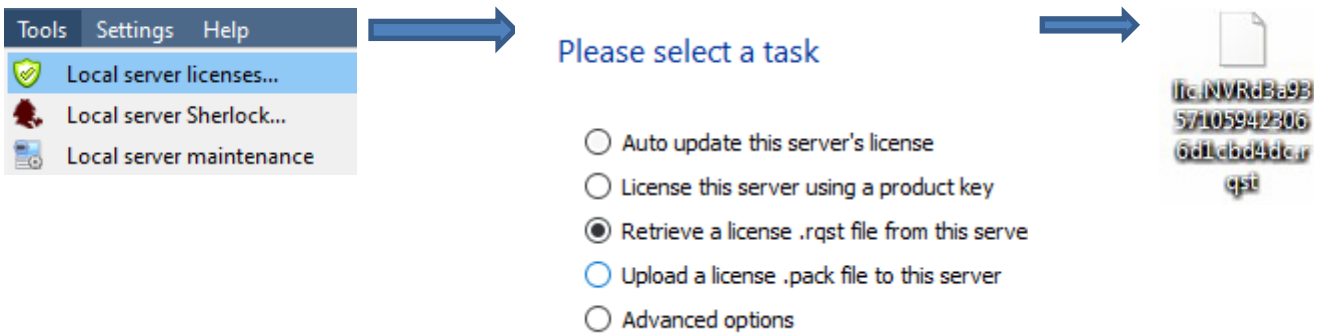 Tools Settings Help
Local server licenses...
Local server Sherlock...
Local server maintenance
Please select a task
Auto update this server's license
License this server using a product key
Retrieve a license .rqst file from this serve
Upload a license .pack file to this server
Advanced options
lic.NVRd3a93
57105942306
6d1cbd4dc.r
qst